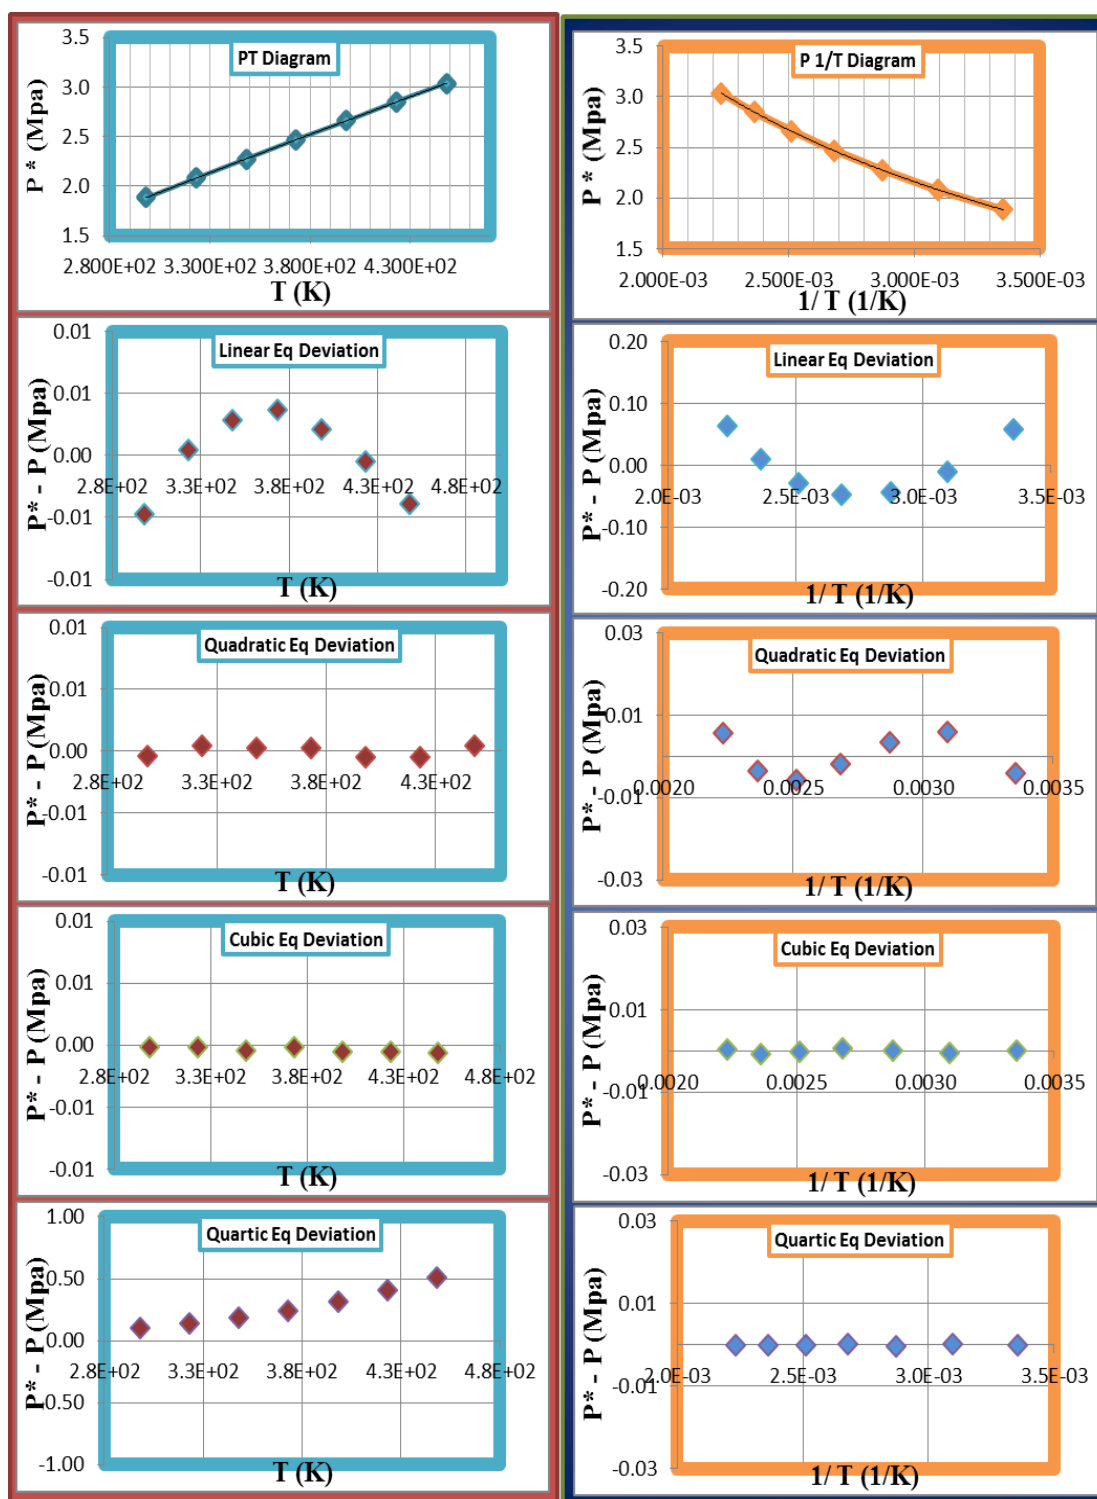 PT Diagram
P * (Mpa)
3.5
3.0
2.5
2.0
1.5
2.800E+02 3.300E+02 3.800E+02 4.300E+02
T (K)
P 1/T Diagram
P * (Mpa)
3.5
3.0
2.5
2.0
1.5
2.000E-03 2.500E-03 3.000E-03 3.500E-03
1/ T (1/K)
Linear Eq Deviation
P* - P (Mpa)
0.01
0.01
0.00
-0.01
-0.01
2.8E+02 3.3E+02 3.8E+02 4.3E+02 4.8E+02
T (K)
Linear Eq Deviation
P* - P (Mpa)
0.20
0.10
0.00
-0.10
-0.20
2.0E-03 2.5E-03 3.0E-03 3.5E-03
1/ T (1/K)
Quadratic Eq Deviation
P* - P (Mpa)
0.01
0.01
0.00
-0.01
-0.01
2.8E+02 3.3E+02 3.8E+02 4.3E+02
T (K)
Quadratic Eq Deviation
P* - P (Mpa)
0.03
0.01
-0.01
-0.03
0.0020 0.0025 0.0030 0.0035
1/ T (1/K)
Cubic Eq Deviation
P* - P (Mpa)
0.01
0.01
0.00
-0.01
-0.01
2.8E+02 3.3E+02 3.8E+02 4.3E+02 4.8E+02
T (K)
Cubic Eq Deviation
P* - P (Mpa)
0.03
0.01
-0.01
-0.03
0.0020 0.0025 0.0030 0.0035
1/ T (1/K)
Quartic Eq Deviation
P* - P (Mpa)
1.00
0.50
0.00
-0.50
-1.00
2.8E+02 3.3E+02 3.8E+02 4.3E+02 4.8E+02
T (K)
Quartic Eq Deviation
P* - P (Mpa)
0.03
0.01
-0.01
-0.03
2.0E-03 2.5E-03 3.0E-03 3.5E-03
1/ T (1/K)